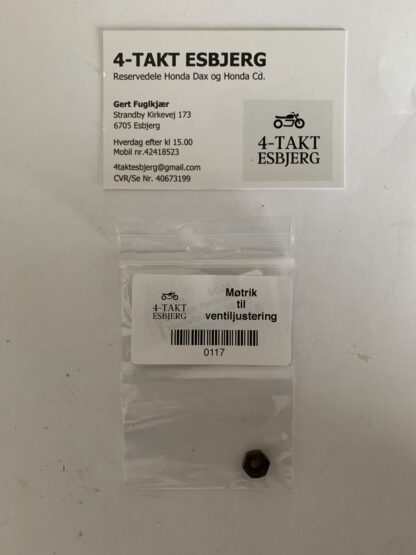 4-TAKT ESBJERG
Reservedele Honda Dax og Honda Cd.
Gert Fuglkjær
Strandby Kirkevej 173
6705 Esbjerg
Hverdag efter kl 15.00
Mobil nr.42418523
4taktesbjerg@gmail.com
CVR/Se Nr. 40673199
4-TAKT
ESBJERG
4-TAKT
ESBJERG
Møtrik
til
ventiljustering
0117